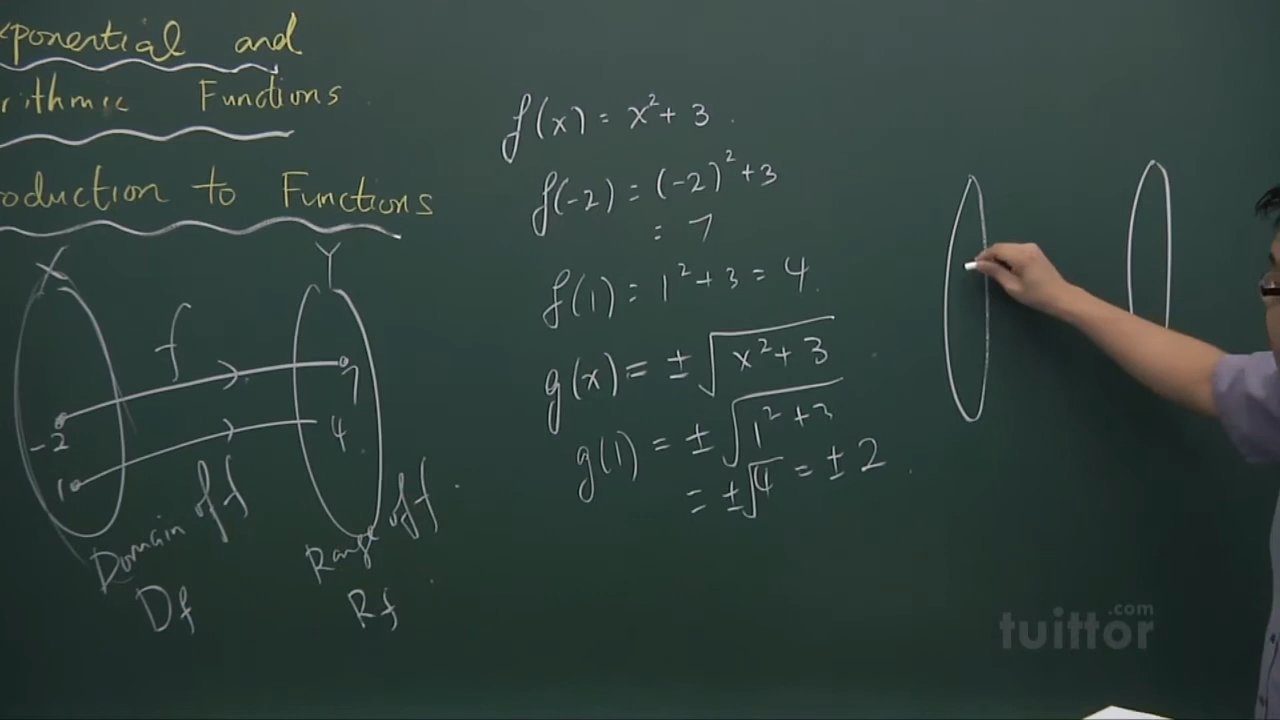 xponential and
rithmic Functions
oduction to Functions
X
Y
f
-2
7
1
4
Domain of f
Df
Range of f
Rf
f(x) = x² + 3 .
f(-2) = (-2)² + 3
= 7
f(1) = 1² + 3 = 4 .
g(x) = ± √x² + 3
g(1) = ± √1² + 3
= ±√4 = ± 2 .
tuittor.com